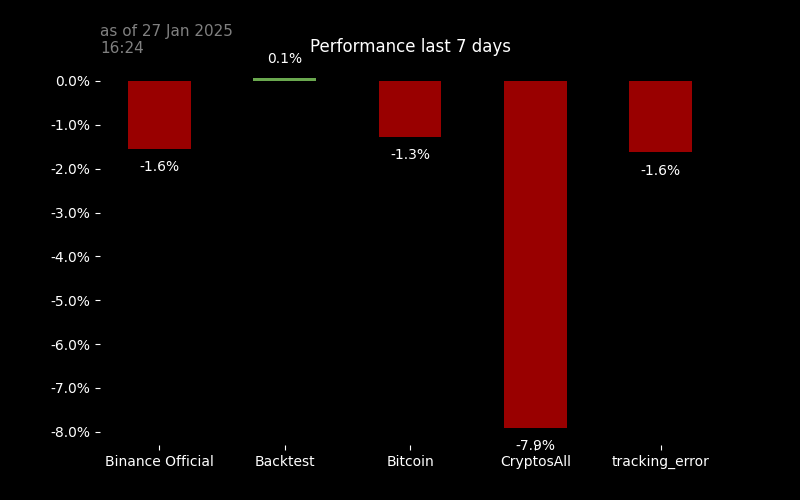 as of 27 Jan 2025
16:24
Performance last 7 days
0.1%
0.0%
-1.0%
-1.6%
-1.3%
-1.6%
-2.0%
-3.0%
-4.0%
-5.0%
-6.0%
-7.0%
-8.0%
-7.9%
Binance Official
Backtest
Bitcoin
CryptosAll
tracking_error